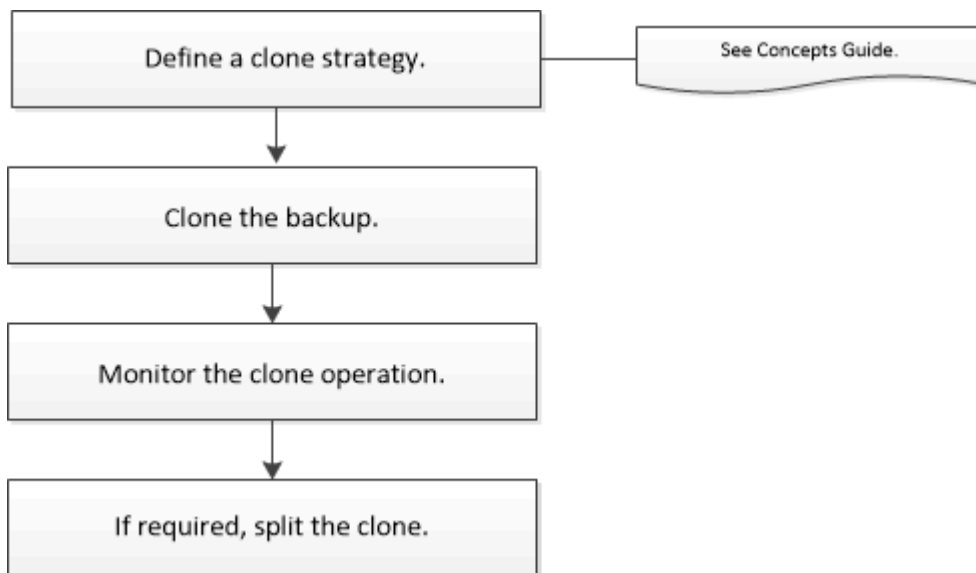 Define a clone strategy.
See Concepts Guide.
Clone the backup.
Monitor the clone operation.
If required, split the clone.